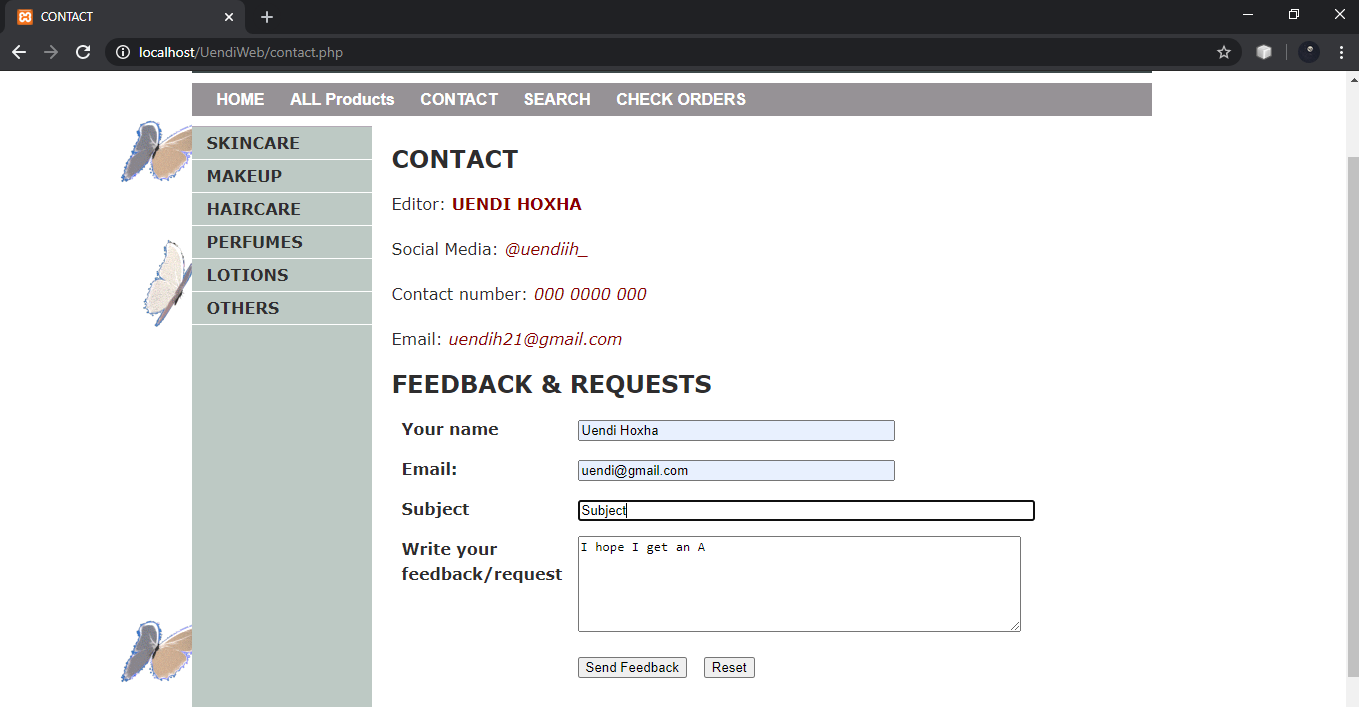 CONTACT
localhost/UendiWeb/contact.php
HOME ALL Products CONTACT SEARCH CHECK ORDERS
SKINCARE
MAKEUP
HAIRCARE
PERFUMES
LOTIONS
OTHERS
CONTACT
Editor: UENDI HOXHA
Social Media: @uendiih_
Contact number: 000 0000 000
Email: uendih21@gmail.com
FEEDBACK & REQUESTS
Your name Uendi Hoxha
Email: uendi@gmail.com
Subject Subject
Write your
feedback/request
I hope I get an A
Send Feedback Reset